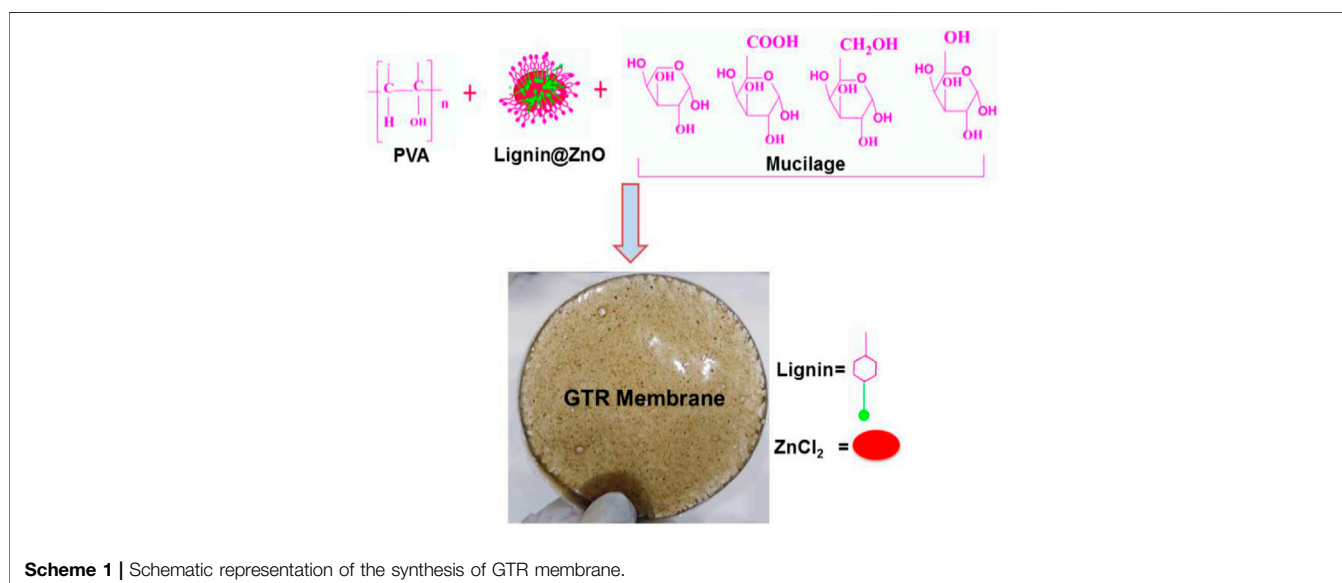 COOH CH₂OH OH
HO OH O OH OH
HO OH O OH OH
HO OH O OH OH
HO OH O OH OH
C C n
H OH
+ +
PVA Lignin@ZnO Mucilage
GTR Membrane
Lignin=
ZnCl₂ =
Scheme 1 | Schematic representation of the synthesis of GTR membrane.